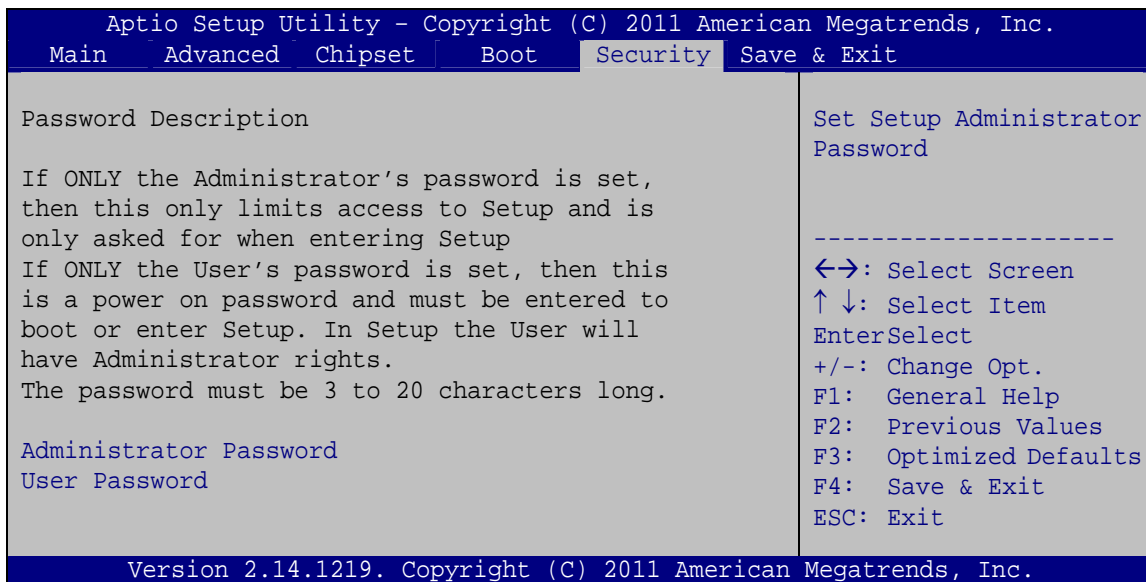 Aptio Setup Utility – Copyright (C) 2011 American Megatrends, Inc.
Main Advanced Chipset Boot Security Save & Exit
Password Description
If ONLY the Administrator’s password is set,
then this only limits access to Setup and is
only asked for when entering Setup
If ONLY the User’s password is set, then this
is a power on password and must be entered to
boot or enter Setup. In Setup the User will
have Administrator rights.
The password must be 3 to 20 characters long.
Administrator Password
User Password
Set Setup Administrator
Password
---------------------
←→: Select Screen
↑ ↓: Select Item
EnterSelect
+/-: Change Opt.
F1: General Help
F2: Previous Values
F3: Optimized Defaults
F4: Save & Exit
ESC: Exit
Version 2.14.1219. Copyright (C) 2011 American Megatrends, Inc.